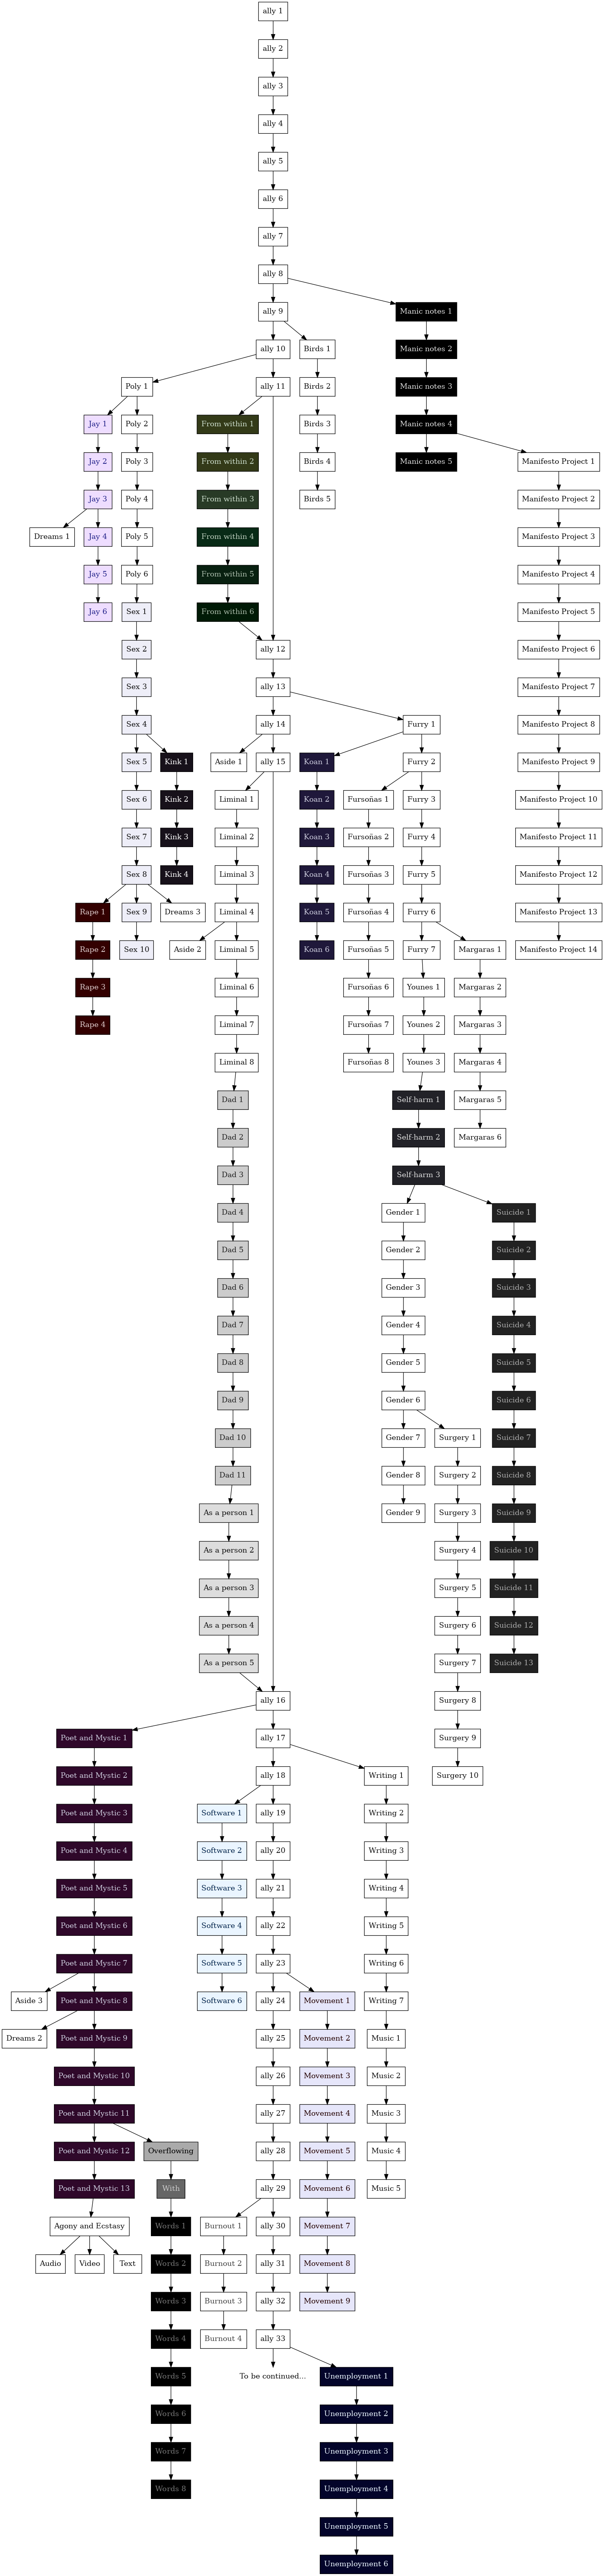 ally 1
ally 2
ally 3
ally 4
ally 5
ally 6
ally 7
ally 8
ally 9 Manic notes 1
ally 10 Birds 1 Manic notes 2
Poly 1 ally 11 Birds 2 Manic notes 3
Jay 1 Poly 2 From within 1 Birds 3 Manic notes 4
Jay 2 Poly 3 From within 2 Birds 4 Manic notes 5 Manifesto Project 1
Jay 3 Poly 4 From within 3 Birds 5 Manifesto Project 2
Dreams 1 Jay 4 Poly 5 From within 4 Manifesto Project 3
Jay 5 Poly 6 From within 5 Manifesto Project 4
Jay 6 Sex 1 From within 6 Manifesto Project 5
Sex 2 ally 12 Manifesto Project 6
Sex 3 ally 13 Manifesto Project 7
Sex 4 ally 14 Furry 1 Manifesto Project 8
Sex 5 Kink 1 Aside 1 ally 15 Koan 1 Furry 2 Manifesto Project 9
Sex 6 Kink 2 Liminal 1 Koan 2 Fursoñas 1 Furry 3 Manifesto Project 10
Sex 7 Kink 3 Liminal 2 Koan 3 Fursoñas 2 Furry 4 Manifesto Project 11
Sex 8 Kink 4 Liminal 3 Koan 4 Fursoñas 3 Furry 5 Manifesto Project 12
Rape 1 Sex 9 Dreams 3 Liminal 4 Koan 5 Fursoñas 4 Furry 6 Manifesto Project 13
Rape 2 Sex 10 Aside 2 Liminal 5 Koan 6 Fursoñas 5 Furry 7 Margaras 1 Manifesto Project 14
Rape 3 Liminal 6 Fursoñas 6 Younes 1 Margaras 2
Rape 4 Liminal 7 Fursoñas 7 Younes 2 Margaras 3
Liminal 8 Fursoñas 8 Younes 3 Margaras 4
Dad 1 Self-harm 1 Margaras 5
Dad 2 Self-harm 2 Margaras 6
Dad 3 Self-harm 3
Dad 4 Gender 1 Suicide 1
Dad 5 Gender 2 Suicide 2
Dad 6 Gender 3 Suicide 3
Dad 7 Gender 4 Suicide 4
Dad 8 Gender 5 Suicide 5
Dad 9 Gender 6 Suicide 6
Dad 10 Gender 7 Surgery 1 Suicide 7
Dad 11 Gender 8 Surgery 2 Suicide 8
As a person 1 Gender 9 Surgery 3 Suicide 9
As a person 2 Surgery 4 Suicide 10
As a person 3 Surgery 5 Suicide 11
As a person 4 Surgery 6 Suicide 12
As a person 5 Surgery 7 Suicide 13
ally 16 Surgery 8
Poet and Mystic 1 ally 17 Surgery 9
Poet and Mystic 2 ally 18 Writing 1 Surgery 10
Poet and Mystic 3 Software 1 ally 19 Writing 2
Poet and Mystic 4 Software 2 ally 20 Writing 3
Poet and Mystic 5 Software 3 ally 21 Writing 4
Poet and Mystic 6 Software 4 ally 22 Writing 5
Poet and Mystic 7 Software 5 ally 23 Writing 6
Aside 3 Poet and Mystic 8 Software 6 ally 24 Movement 1 Writing 7
Dreams 2 Poet and Mystic 9 ally 25 Movement 2 Music 1
Poet and Mystic 10 ally 26 Movement 3 Music 2
Poet and Mystic 11 ally 27 Movement 4 Music 3
Poet and Mystic 12 Overflowing ally 28 Movement 5 Music 4
Poet and Mystic 13 With ally 29 Movement 6 Music 5
Agony and Ecstasy Words 1 Burnout 1 ally 30 Movement 7
Audio Video Text Words 2 Burnout 2 ally 31 Movement 8
Words 3 Burnout 3 ally 32 Movement 9
Words 4 Burnout 4 ally 33
Words 5 To be continued... Unemployment 1
Words 6 Unemployment 2
Words 7 Unemployment 3
Words 8 Unemployment 4
Unemployment 5
Unemployment 6